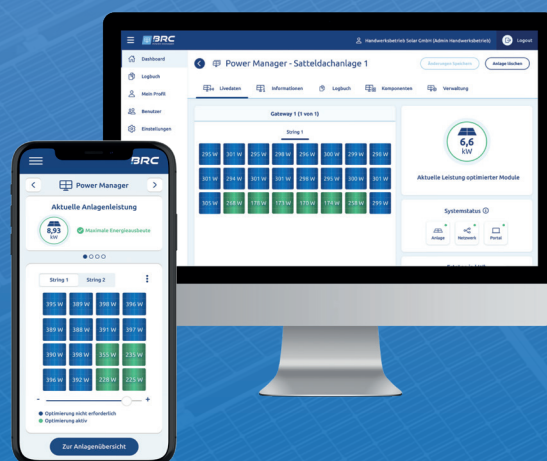 BRC
Handwerksbetrieb Solar GmbH (Admin Handwerksbetrieb)
Logout
Dashboard
Logbuch
Mein Profil
Benutzer
Einstellungen
Power Manager - Satteldachanlage 1
Änderungen Speichern
Anlage löschen
Livedaten
Informationen
Logbuch
Komponenten
Verwaltung
Gateway 1 (1 von 1)
String 1
295 W 301 W 295 W 298 W 296 W 300 W 299 W 296 W
301 W 294 W 301 W 301 W 298 W 295 W 300 W 301 W
305 W 268 W 178 W 173 W 170 W 174 W 258 W 299 W
6,6
kW
Aktuelle Leistung optimierter Module
Systemstatus
Anlage
Netzwerk
Portal
BRC
Power Manager
Aktuelle Anlagenleistung
8,93
kW
Maximale Energieausbeute
String 1
String 2
395 W 389 W 398 W 396 W
389 W 388 W 391 W 397 W
390 W 398 W 355 W 235 W
396 W 392 W 228 W 225 W
- +
Optimierung nicht erforderlich
Optimierung aktiv
Zur Anlagenübersicht